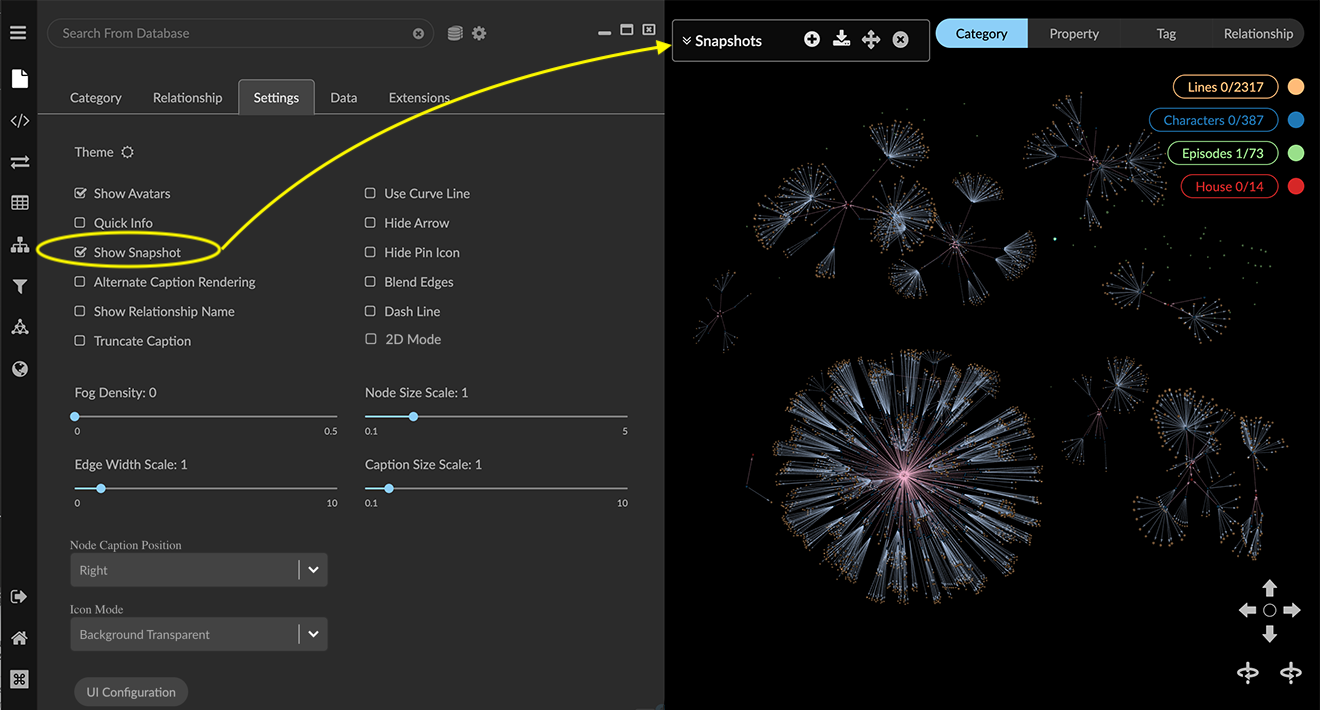 Search From Database
Category Relationship Settings Data Extensions
Theme
Show Avatars
Quick Info
Show Snapshot
Alternate Caption Rendering
Show Relationship Name
Truncate Caption
Use Curve Line
Hide Arrow
Hide Pin Icon
Blend Edges
Dash Line
2D Mode
Fog Density: 0
0 0.5
Node Size Scale: 1
0.1 5
Edge Width Scale: 1
0 10
Caption Size Scale: 1
0.1 10
Node Caption Position
Right
Icon Mode
Background Transparent
UI Configuration
Snapshots
Category Property Tag Relationship
Lines 0/2317
Characters 0/387
Episodes 1/73
House 0/14